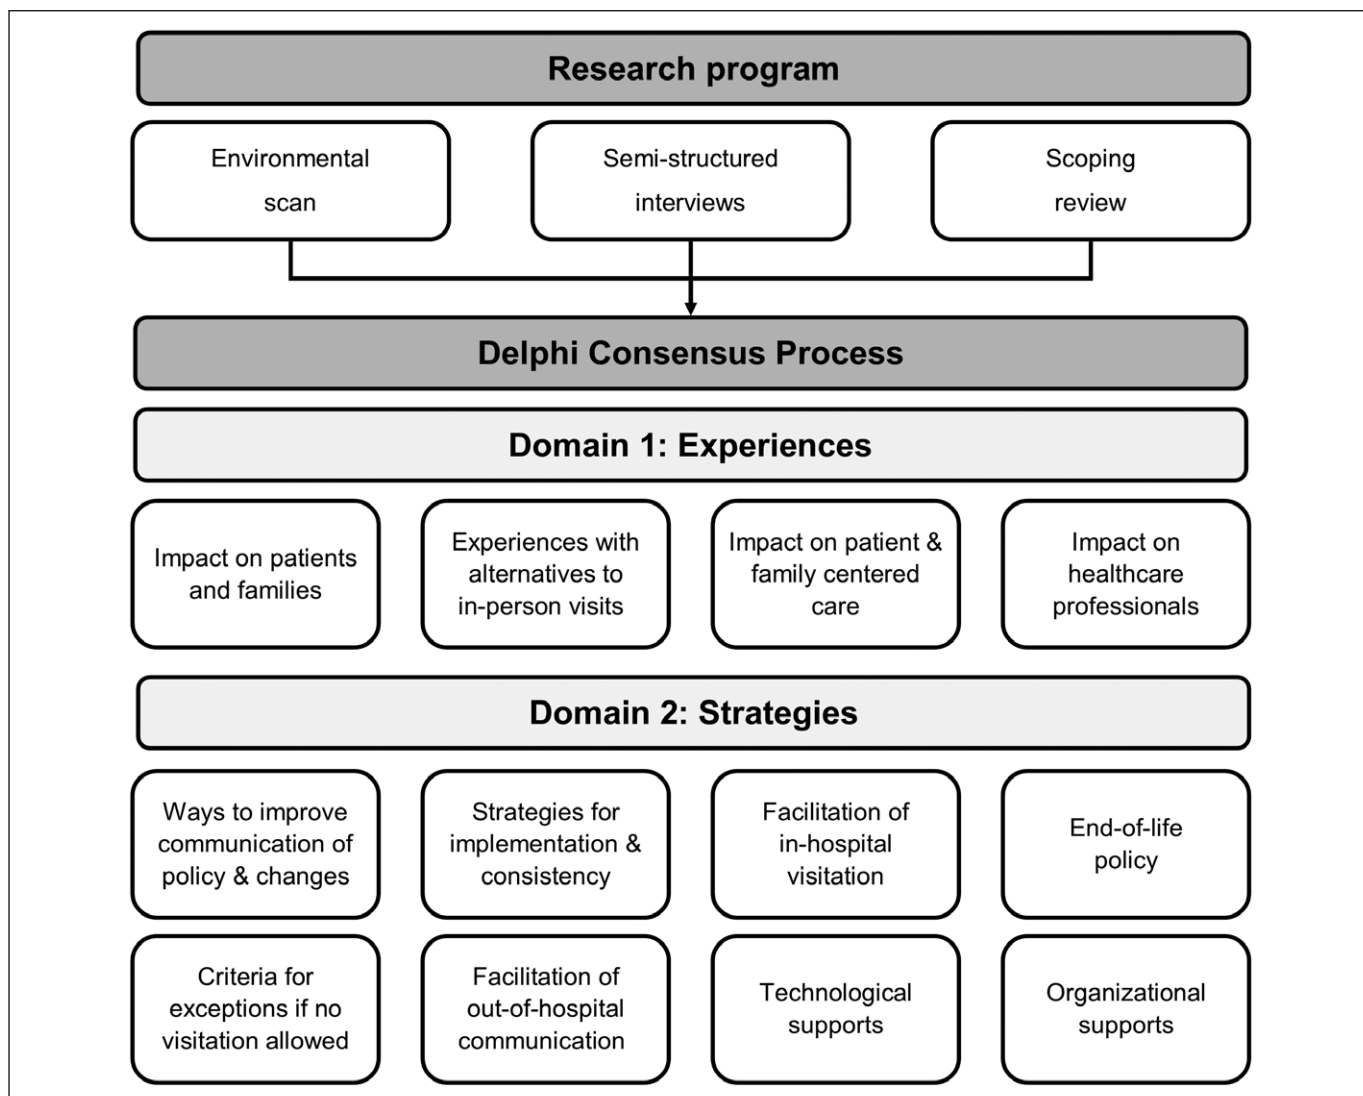 Research program
Environmental
scan
Semi-structured
interviews
Scoping
review
Delphi Consensus Process
Domain 1: Experiences
Impact on patients
and families
Experiences with
alternatives to
in-person visits
Impact on patient &
family centered
care
Impact on
healthcare
professionals
Domain 2: Strategies
Ways to improve
communication of
policy & changes
Strategies for
implementation &
consistency
Facilitation of
in-hospital
visitation
End-of-life
policy
Criteria for
exceptions if no
visitation allowed
Facilitation of
out-of-hospital
communication
Technological
supports
Organizational
supports